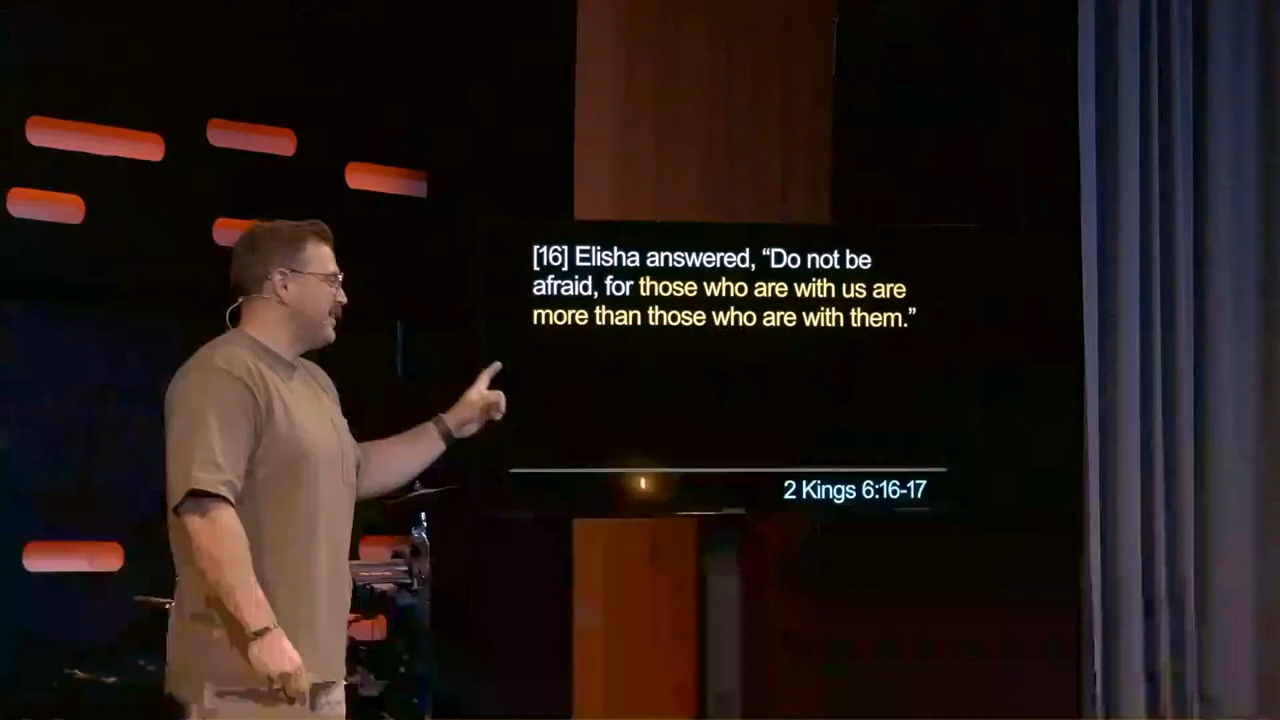 [16] Elisha answered, “Do not be
afraid, for those who are with us are
more than those who are with them.”
2 Kings 6:16-17